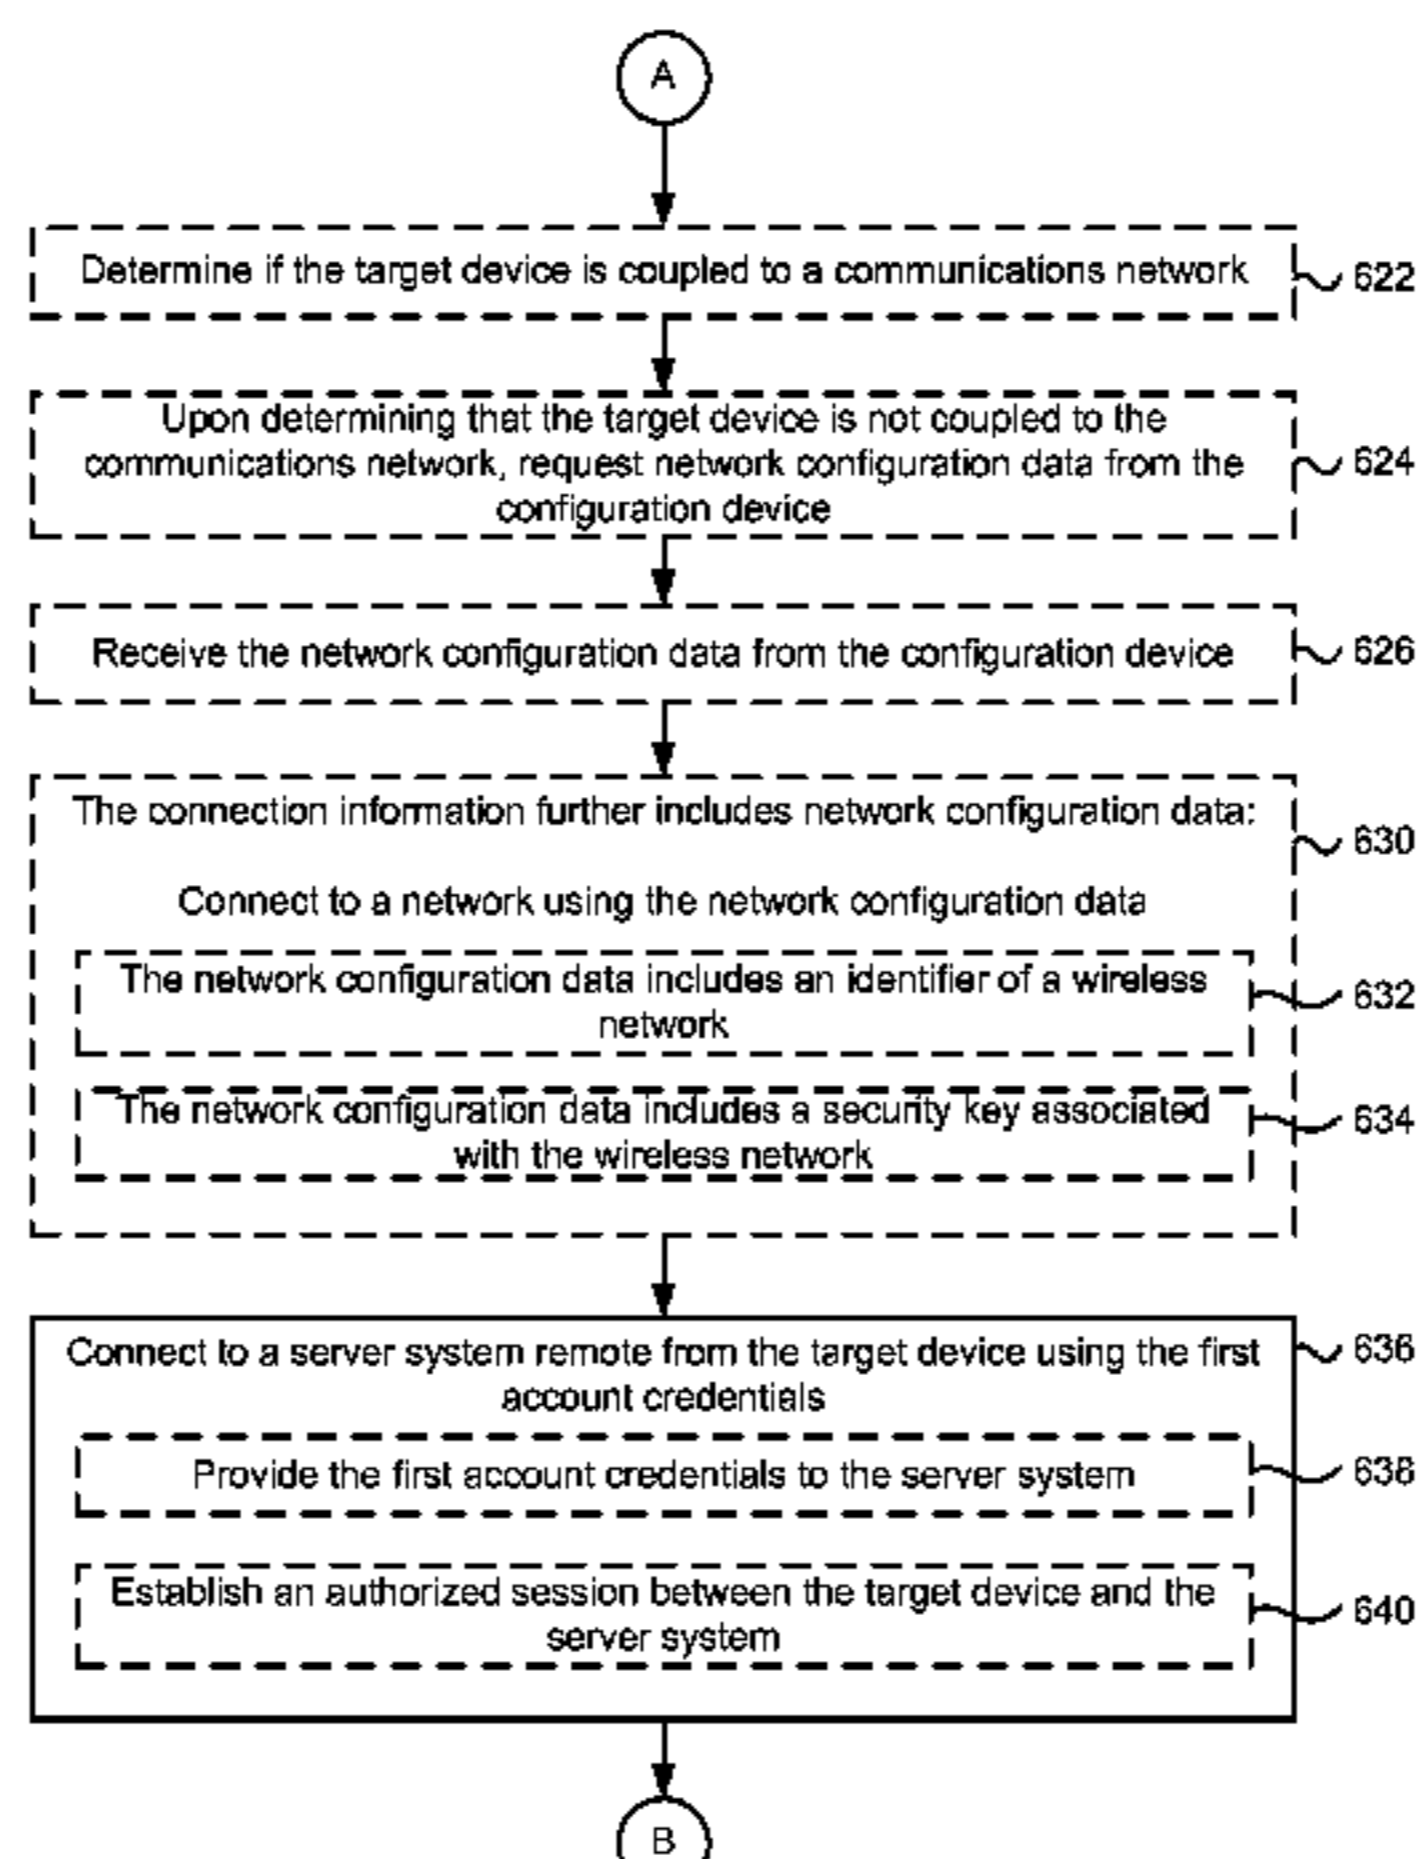 A
Determine if the target device is coupled to a communications network
622
Upon determining that the target device is not coupled to the
communications network, request network configuration data from the
configuration device
624
Receive the network configuration data from the configuration device
626
The connection information further includes network configuration data:
630
Connect to a network using the network configuration data
The network configuration data includes an identifier of a wireless
network
632
The network configuration data includes a security key associated
with the wireless network
634
Connect to a server system remote from the target device using the first
account credentials
636
Provide the first account credentials to the server system
638
Establish an authorized session between the target device and the
server system
640
B